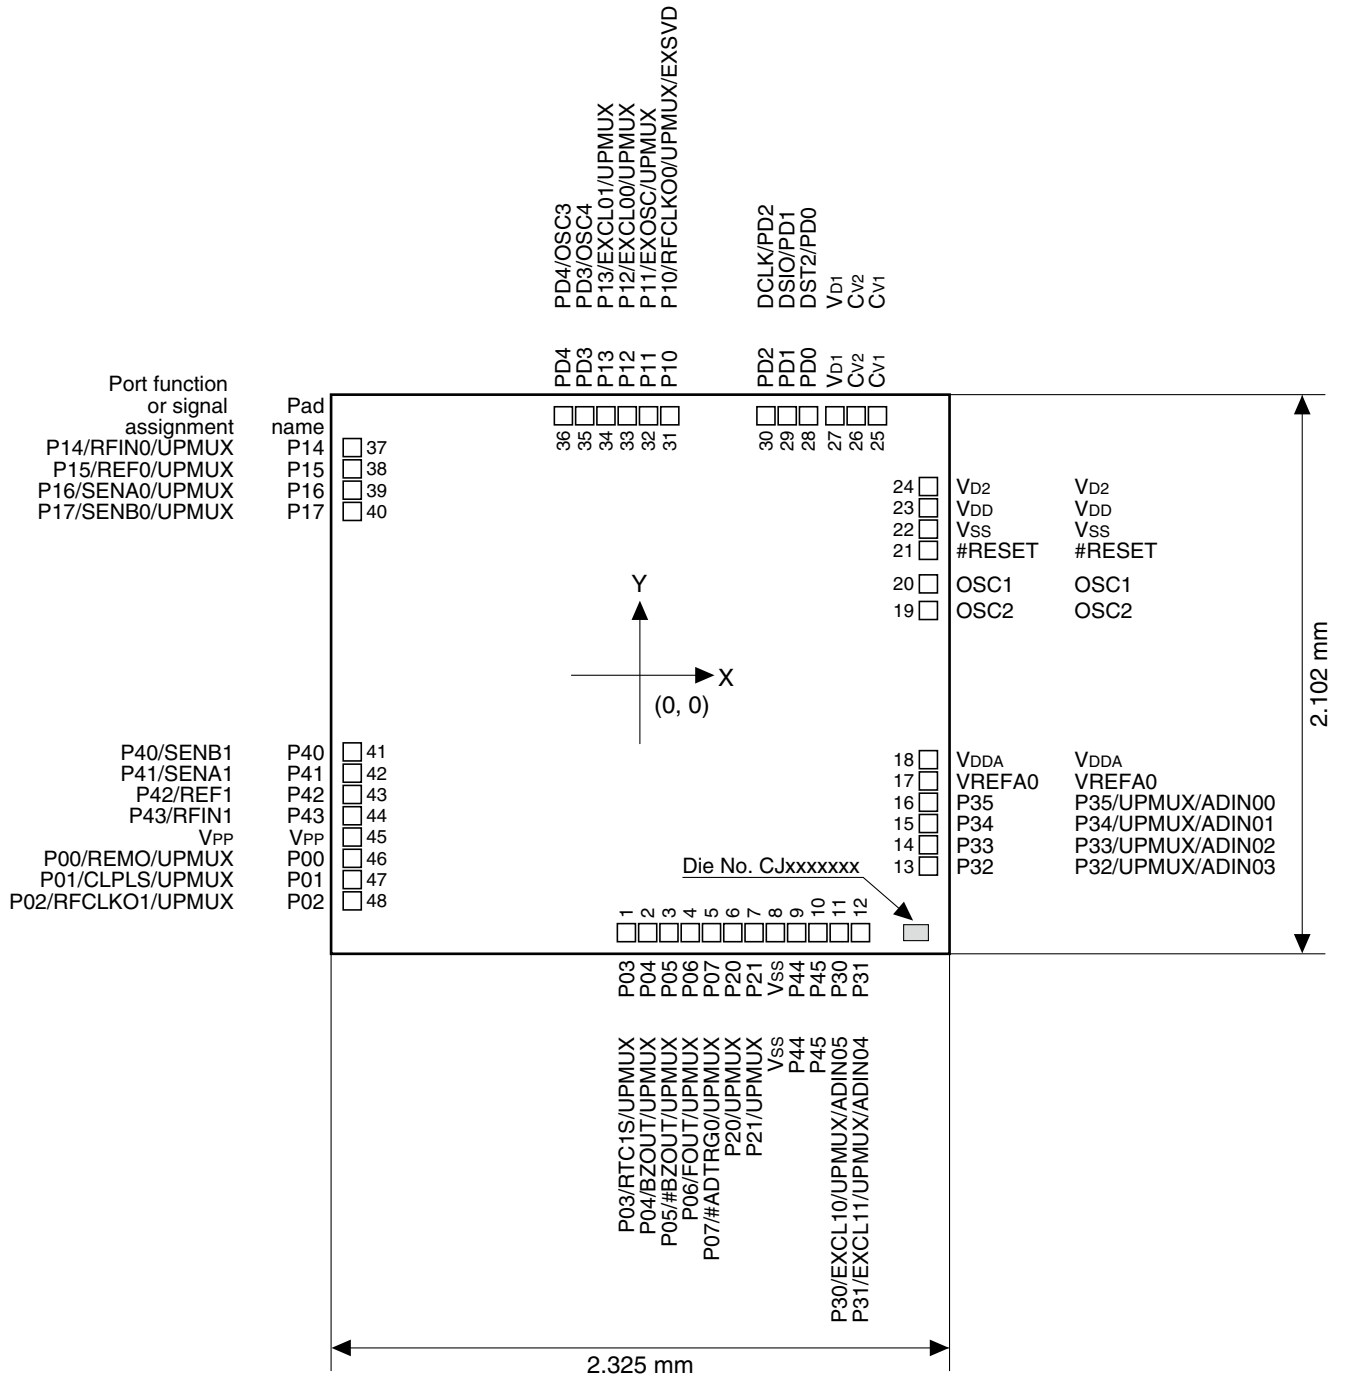 PD4/OSC3
PD3/OSC4
P13/EXCL01/UPMUX
P12/EXCL00/UPMUX
P11/EXOSC/UPMUX
P10/RFCLKO0/UPMUX/EXSVD
DCLK/PD2
DSIO/PD1
DST2/PD0
VD1
CV2
CV1
PD4
PD3
P13
P12
P11
P10
PD2
PD1
PD0
VD1
CV2
CV1
36
35
34
33
32
31
30
29
28
27
26
25
Port function
or signal
assignment
Pad
name
P14/RFIN0/UPMUX P14 37
P15/REF0/UPMUX P15 38
P16/SENA0/UPMUX P16 39
P17/SENB0/UPMUX P17 40
24 VD2 VD2
23 VDD VDD
22 VSS VSS
21 #RESET #RESET
20 OSC1 OSC1
19 OSC2 OSC2
Y
X
(0, 0)
2.102 mm
P40/SENB1 P40 41
P41/SENA1 P41 42
P42/REF1 P42 43
P43/RFIN1 P43 44
VPP VPP 45
P00/REMO/UPMUX P00 46
P01/CLPLS/UPMUX P01 47
P02/RFCLKO1/UPMUX P02 48
18 VDDA VDDA
17 VREFA0 VREFA0
16 P35 P35/UPMUX/ADIN00
15 P34 P34/UPMUX/ADIN01
14 P33 P33/UPMUX/ADIN02
13 P32 P32/UPMUX/ADIN03
Die No. CJxxxxxxx
1
2
3
4
5
6
7
8
9
10
11
12
P03
P04
P05
P06
P07
P20
P21
VSS
P44
P45
P30
P31
P03/RTC1S/UPMUX
P04/BZOUT/UPMUX
P05/#BZOUT/UPMUX
P06/FOUT/UPMUX
P07/#ADTRG0/UPMUX
P20/UPMUX
P21/UPMUX
VSS
P44
P45
P30/EXCL10/UPMUX/ADIN05
P31/EXCL11/UPMUX/ADIN04
2.325 mm